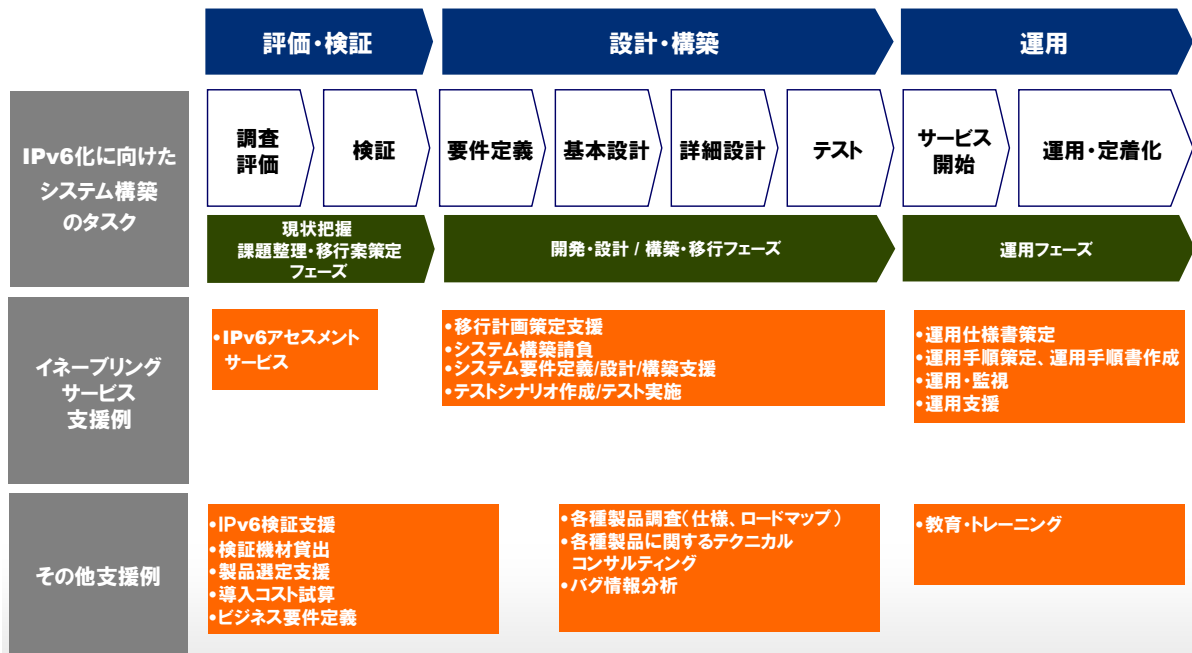 評価・検証
設計・構築
運用
IPv6化に向けた
システム構築
のタスク
調査
評価
検証
要件定義
基本設計
詳細設計
テスト
サービス
開始
運用・定着化
現状把握
課題整理・移行案策定
フェーズ
開発・設計 / 構築・移行フェーズ
運用フェーズ
イネーブリング
サービス
支援例
•IPv6アセスメント
サービス
•移行計画策定支援
•システム構築請負
•システム要件定義/設計/構築支援
•テストシナリオ作成/テスト実施
•運用仕様書策定
•運用手順策定、運用手順書作成
•運用・監視
•運用支援
その他支援例
•IPv6検証支援
•検証機材貸出
•製品選定支援
•導入コスト試算
•ビジネス要件定義
•各種製品調査(仕様、ロードマップ)
•各種製品に関するテクニカル
コンサルティング
•バグ情報分析
•教育・トレーニング